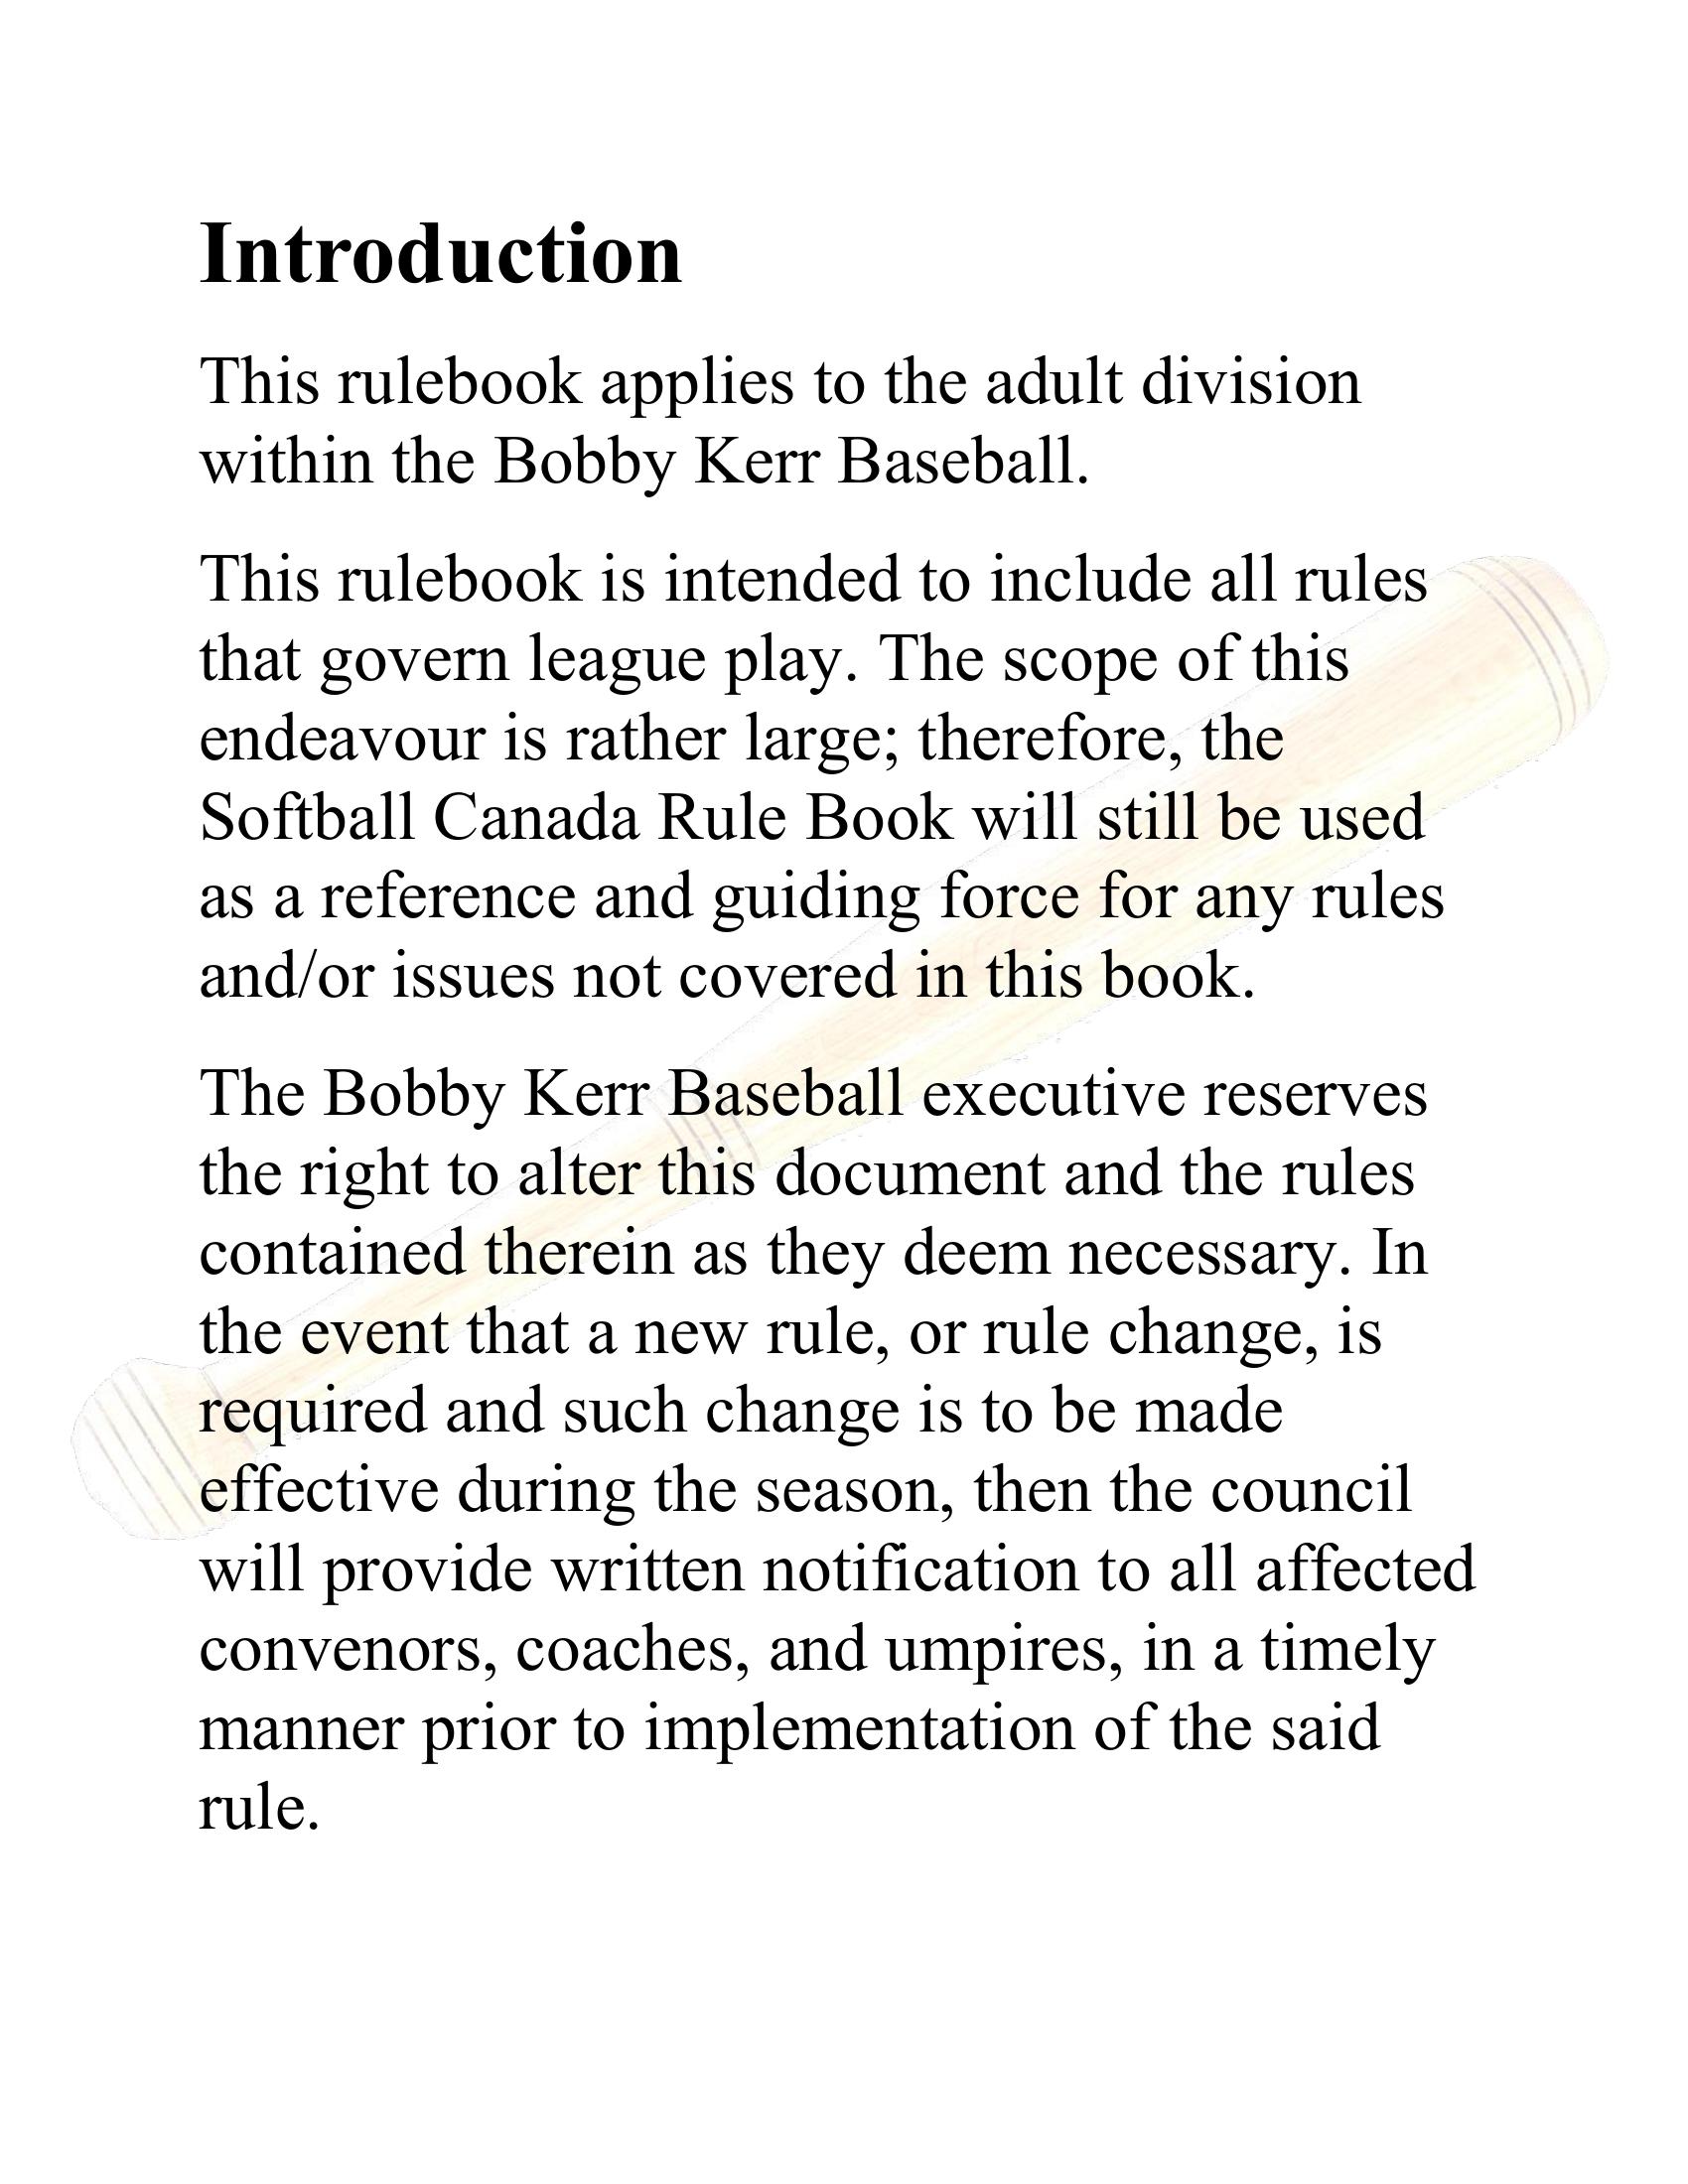 Introduction
This rulebook applies to the adult division
within the Bobby Kerr Baseball.
This rulebook is intended to include all rules
that govern league play. The scope of this
endeavour is rather large; therefore, the
Softball Canada Rule Book will still be used
as a reference and guiding force for any rules
and/or issues not covered in this book.
The Bobby Kerr Baseball executive reserves
the right to alter this document and the rules
contained therein as they deem necessary. In
the event that a new rule, or rule change, is
required and such change is to be made
effective during the season, then the council
will provide written notification to all affected
convenors, coaches, and umpires, in a timely
manner prior to implementation of the said
rule.